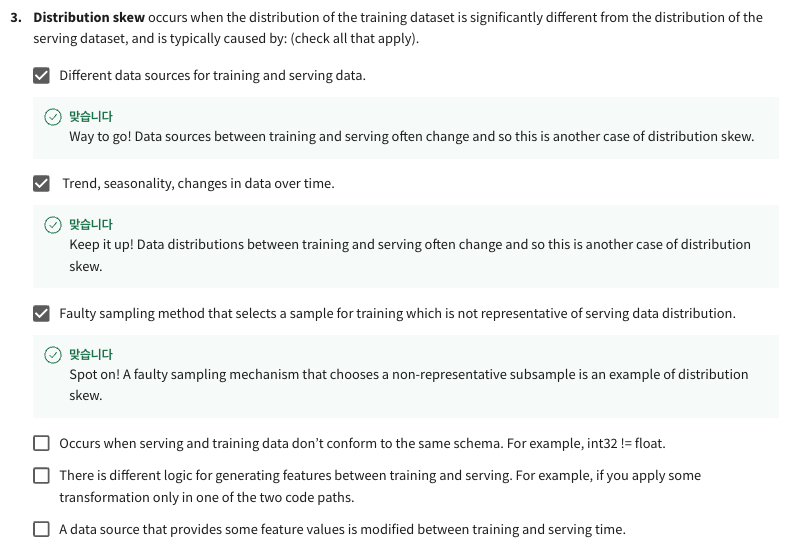 3. Distribution skew occurs when the distribution of the training dataset is significantly different from the distribution of the
serving dataset, and is typically caused by: (check all that apply).
Different data sources for training and serving data.
맞습니다
Way to go! Data sources between training and serving often change and so this is another case of distribution skew.
Trend, seasonality, changes in data over time.
맞습니다
Keep it up! Data distributions between training and serving often change and so this is another case of distribution
skew.
Faulty sampling method that selects a sample for training which is not representative of serving data distribution.
맞습니다
Spot on! A faulty sampling mechanism that chooses a non-representative subsample is an example of distribution
skew.
Occurs when serving and training data don't conform to the same schema. For example, int32 != float.
There is different logic for generating features between training and serving. For example, if you apply some
transformation only in one of the two code paths.
A data source that provides some feature values is modified between training and serving time.